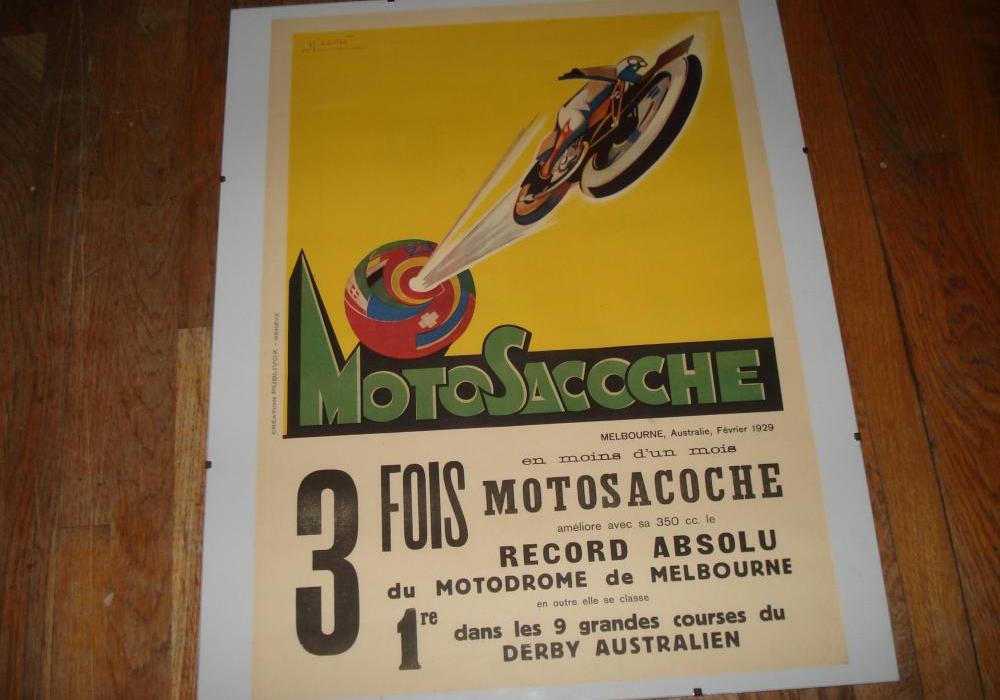 MOTOSACOCHE
CRÉATION PUBLIVOX - GENÈVE
MELBOURNE, Australie, Février 1929
3 FOIS
en moins d'un mois
MOTOSACOCHE
améliore avec sa 350 cc. le
RECORD ABSOLU
du MOTODROME de MELBOURNE
en outre elle se classe
1re dans les 9 grandes courses du
DERBY AUSTRALIEN